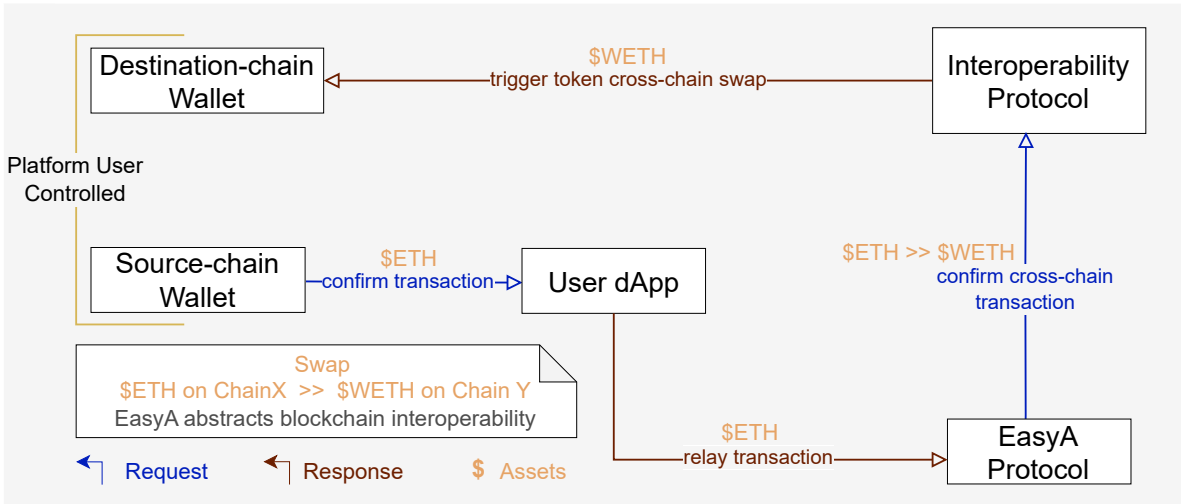 Destination-chain
Wallet
$WETH
trigger token cross-chain swap
Interoperability
Protocol
Platform User
Controlled
Source-chain
Wallet
$ETH
confirm transaction
User dApp
$ETH >> $WETH
confirm cross-chain
transaction
Swap
$ETH on ChainX >> $WETH on Chain Y
EasyA abstracts blockchain interoperability
$ETH
relay transaction
EasyA
Protocol
Request
Response
$ Assets